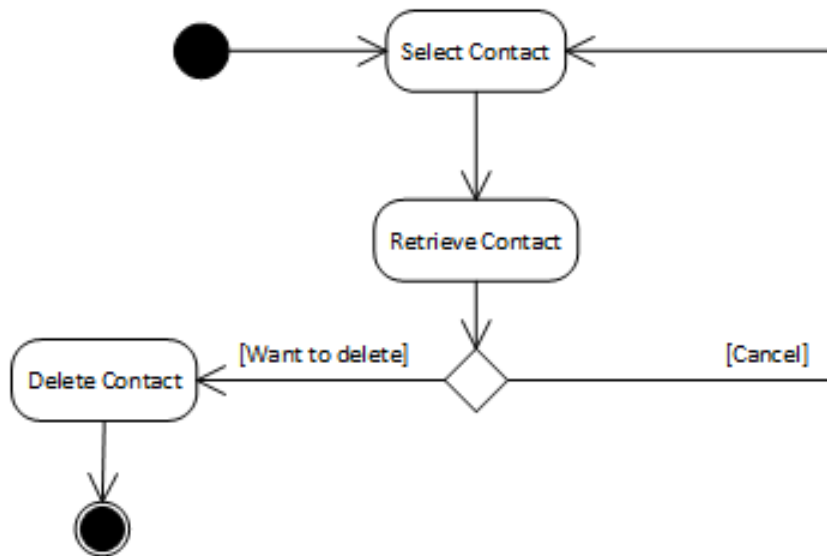 Select Contact
Retrieve Contact
[Want to delete]
[Cancel]
Delete Contact